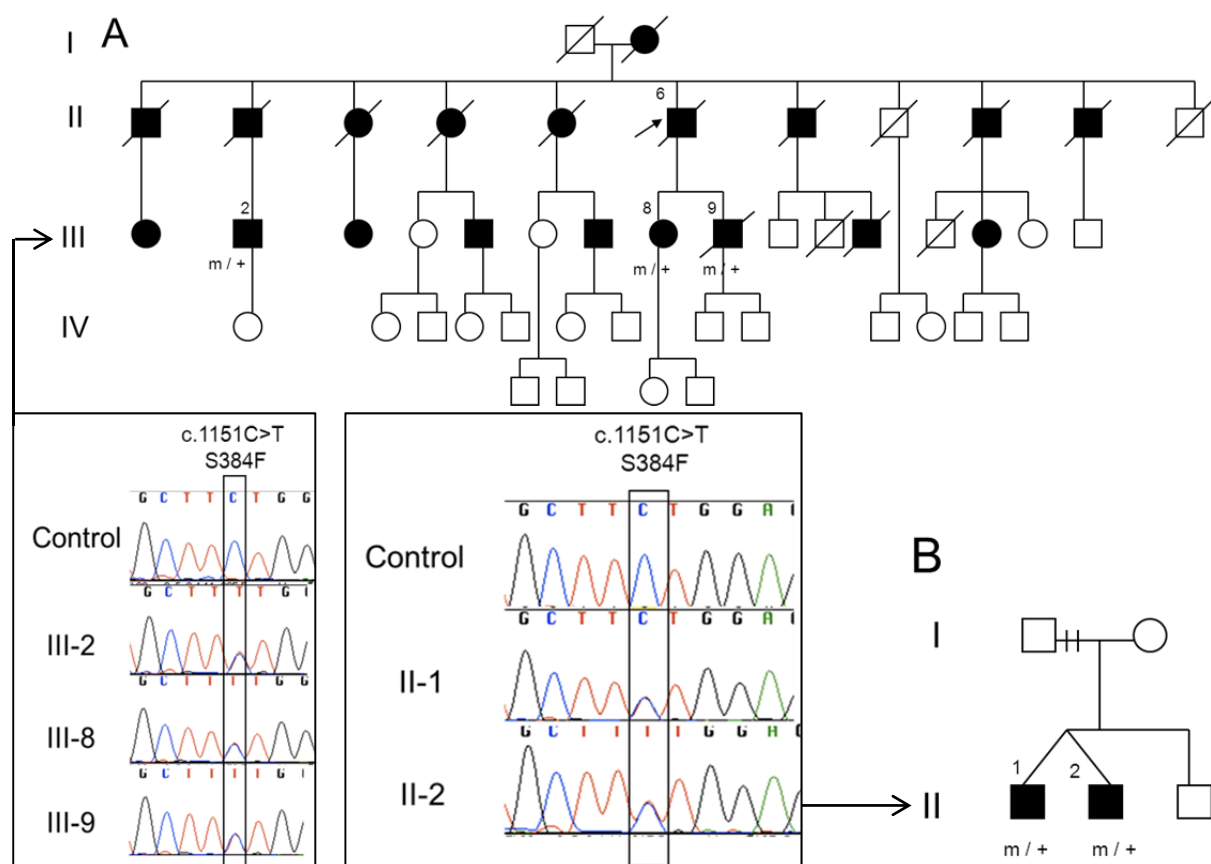 I A
II
6
III
2
8
9
m / +
m / +
m / +
IV
c.1151C>T
S384F
G C T T C T G G
Control
G C T T T T G
III-2
G C T T T T G G
III-8
G C T T T T G
III-9
c.1151C>T
S384F
G C T T C T G G A
Control
G C T T C T G G A
II-1
G C T T T T G G A
II-2
B
I
II
1
2
m / +
m / +